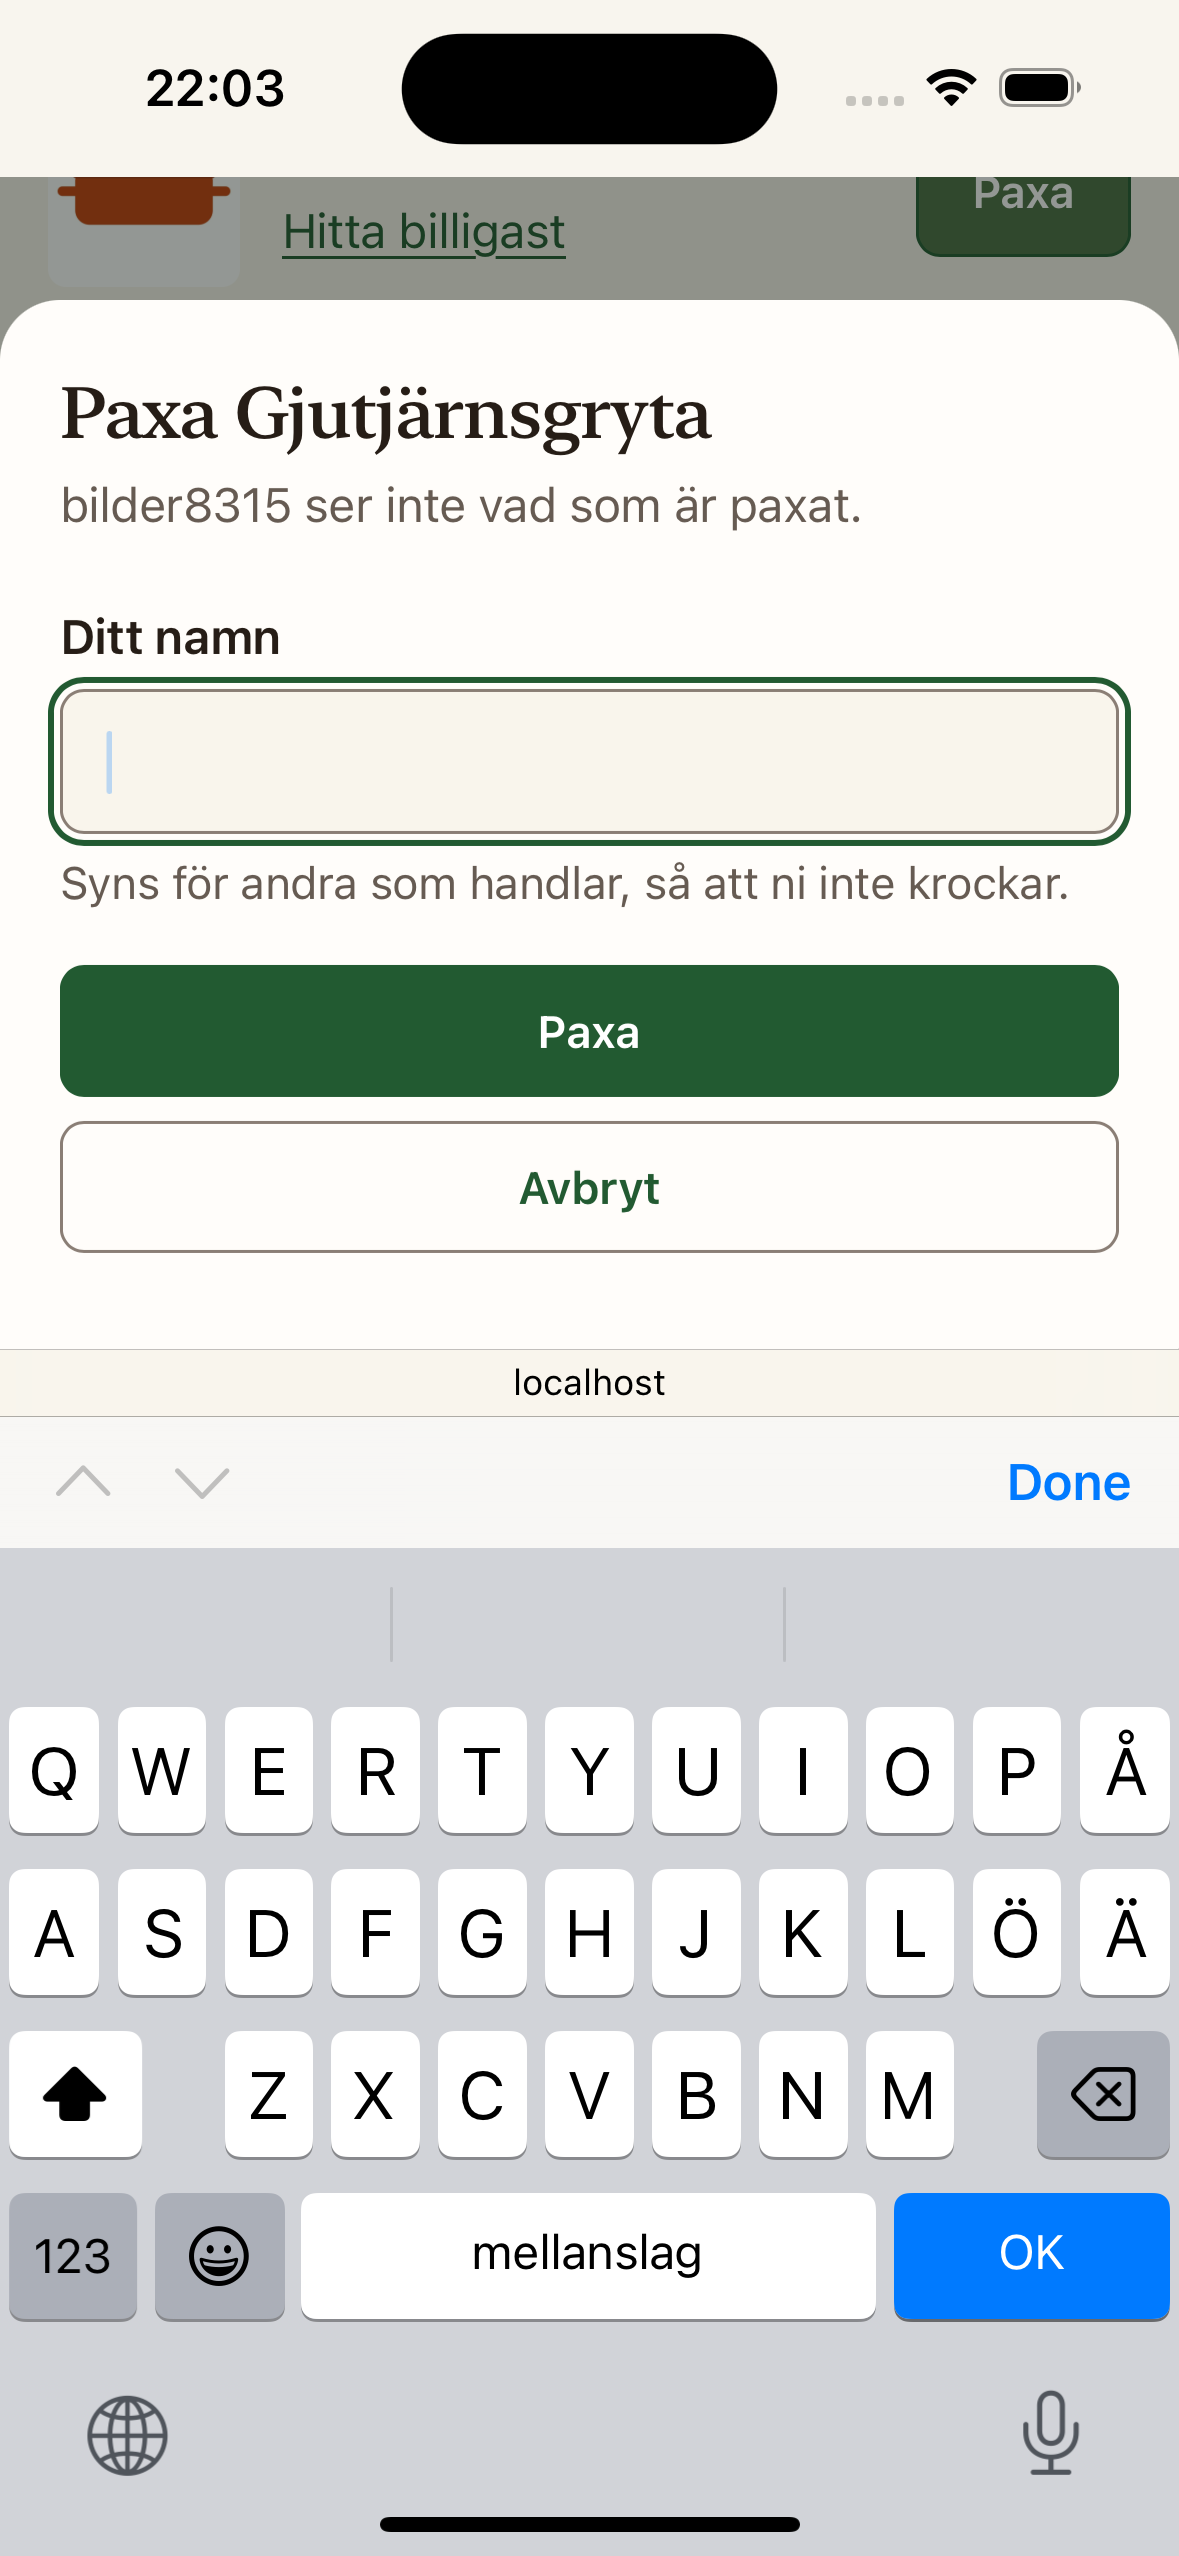 22:03
Hitta billigast
Paxa
Paxa Gjutjärnsgryta
bilder8315 ser inte vad som är paxat.
Ditt namn
Syns för andra som handlar, så att ni inte krockar.
Paxa
Avbryt
localhost
Done
Q W E R T Y U I O P Å
A S D F G H J K L Ö Ä
Z X C V B N M
123 mellanslag OK